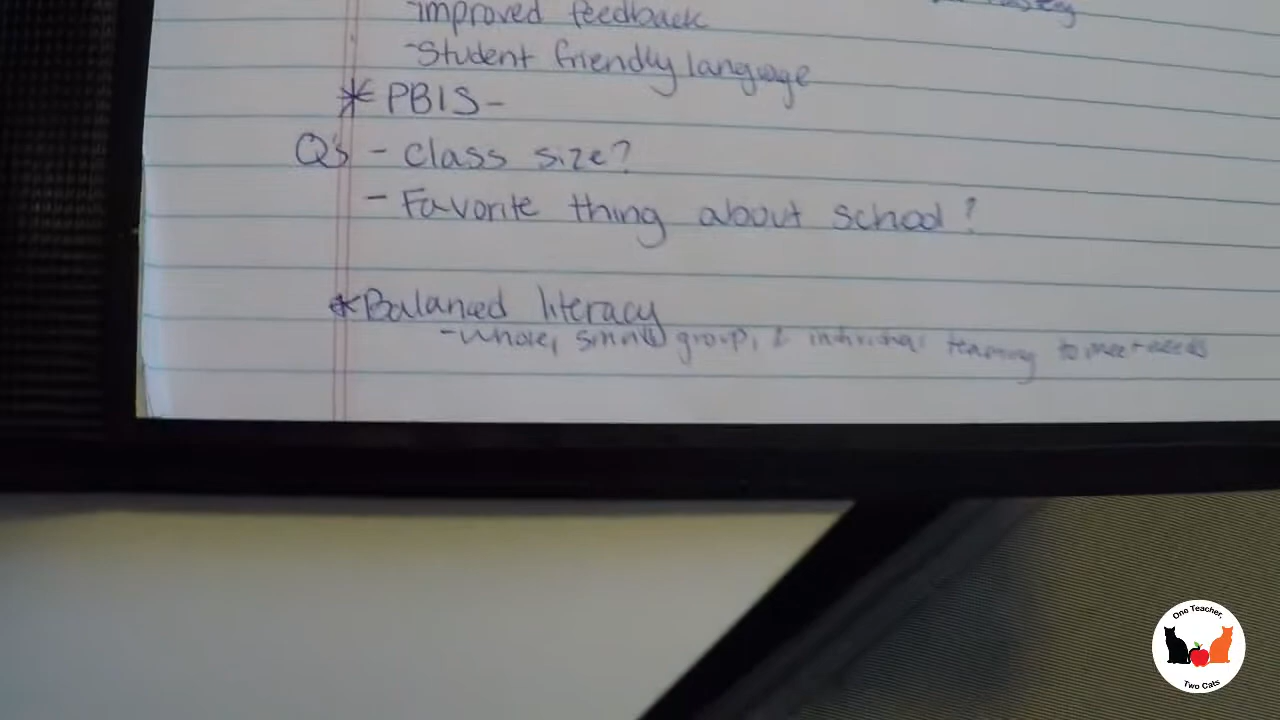 -improved feedback
-Student friendly language
* PBIS-
Q's - Class size?
- Favorite thing about school?
*Balanced literacy
-whole, small group, & individual teaching to meet needs
One Teacher,
Two Cats